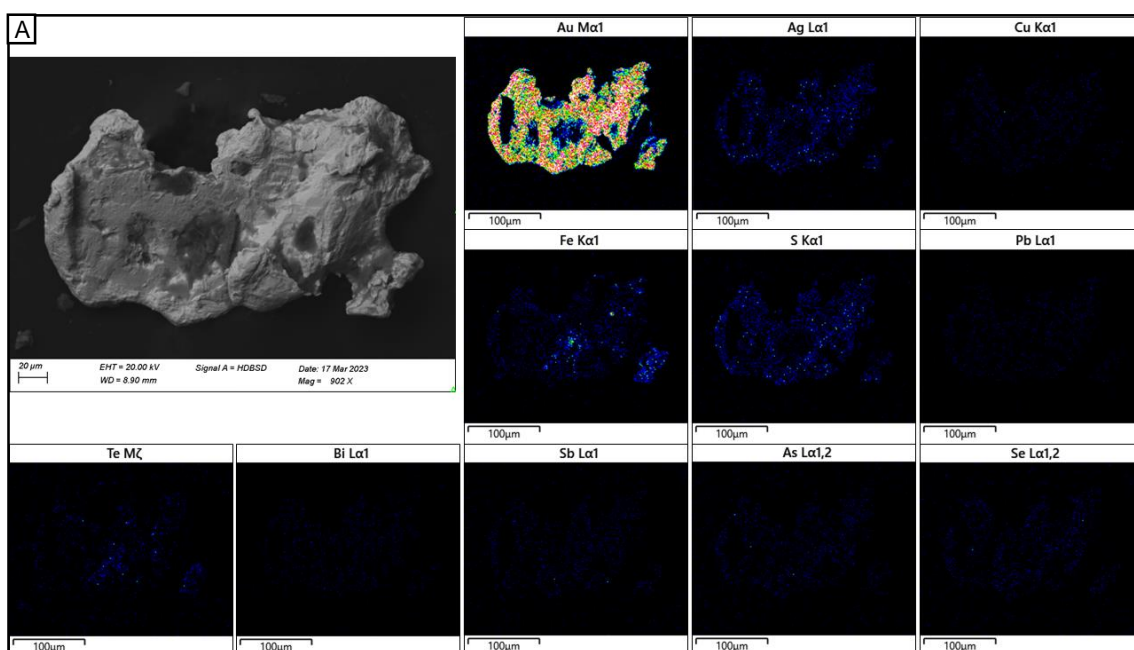 A
Au Mα1
Ag Lα1
Cu Kα1
100µm
100µm
100µm
Fe Kα1
S Kα1
Pb Lα1
20 µm
EHT = 20.00 kV
Signal A = HDBSD
Date: 17 Mar 2023
WD = 8.90 mm
Mag = 902 X
100µm
100µm
100µm
Te Mζ
Bi Lα1
Sb Lα1
As Lα1,2
Se Lα1,2
100µm
100µm
100µm
100µm
100µm